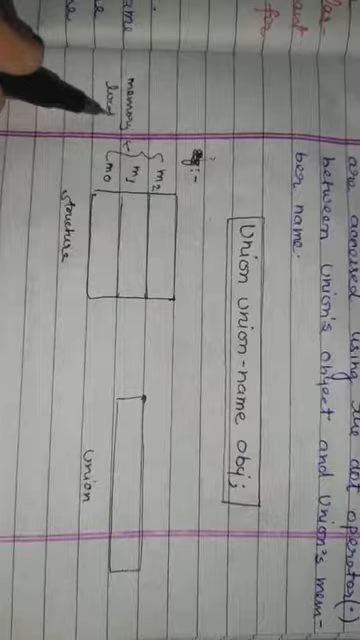 are accessed using the dot operator(.)
between union's object and union's mem-
ber name.
Union union-name obj;
eg:-
m2
m1
m0
memory
structure
union